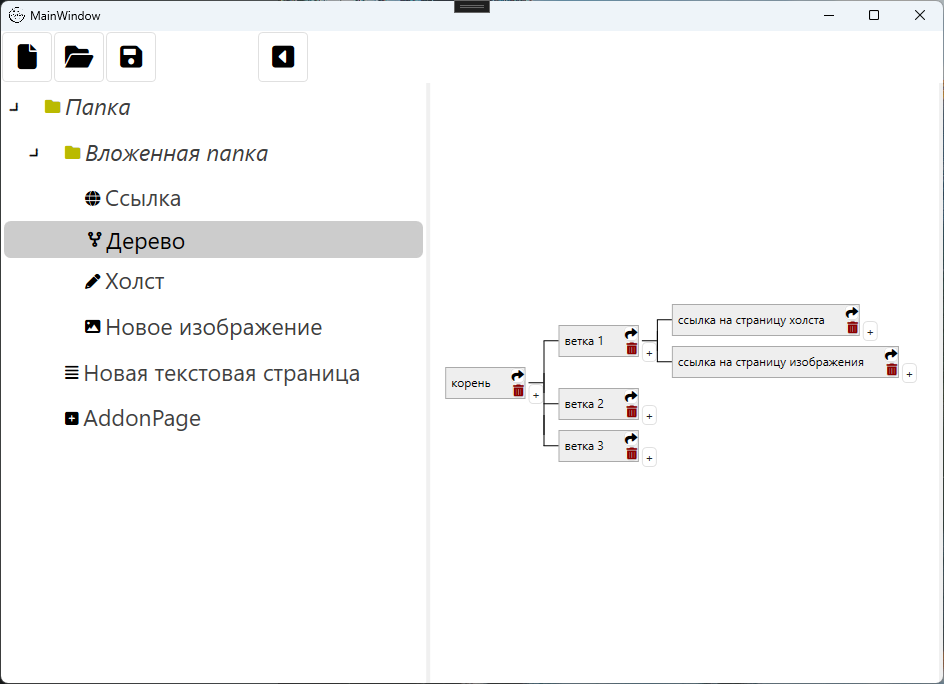 MainWindow
Папка
Вложенная папка
Ссылка
Дерево
Холст
Новое изображение
Новая текстовая страница
AddonPage
корень
+
ветка 1
+
ветка 2
+
ветка 3
+
ссылка на страницу холста
+
ссылка на страницу изображения
+